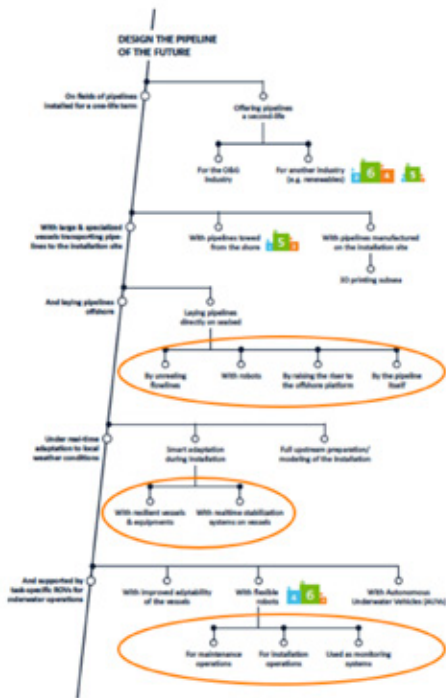 DESIGN THE PIPELINE
OF THE FUTURE
On fields of pipelines
installed for a one-life term
Offering pipelines
a second-life
For the O&G
industry
For another industry
(e.g. renewables)
6
5
With large & specialized
vessels transporting pipe-
lines to the installation site
With pipelines towed
from the shore
5
With pipelines manufactured
on the installation site
3D printing subsea
And laying pipelines
offshore
Laying pipelines
directly on seabed
By unreeling
flowlines
With robots
By raising the riser to
the offshore platform
By the pipeline
itself
Under real-time
adaptation to local
weather conditions
Smart adaptation
during installation
Full upstream preparation/
modeling of the installation
With resilient vessels
& equipments
With realtime stabilization
systems on vessels
And supported by
task-specific ROVs for
underwater operations
With improved adptability
of the vessels
With flexible
robots
6
With Autonomous
Underwater Vehicles (AUVs)
For maintenance
operations
For installation
operations
Used as monitoring
systems